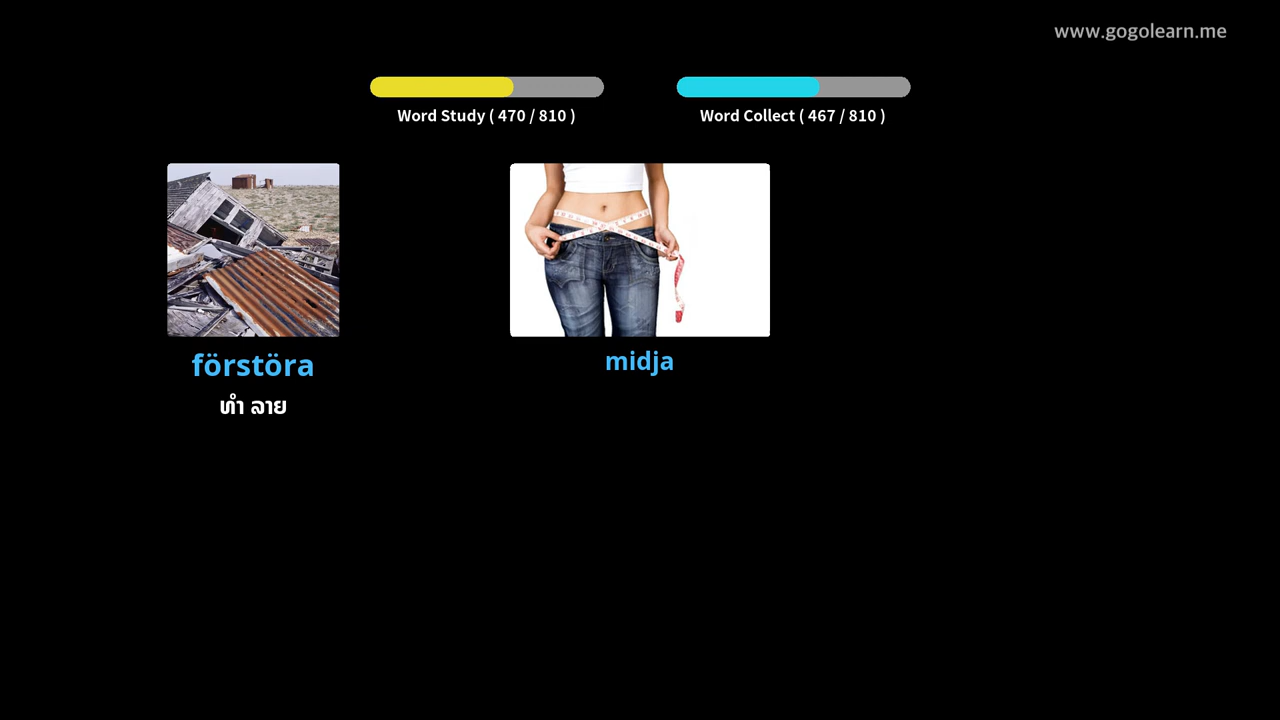 www.gogolearn.me
Word Study ( 470 / 810 )
Word Collect ( 467 / 810 )
förstöra
ທຳ ລາຍ
midja